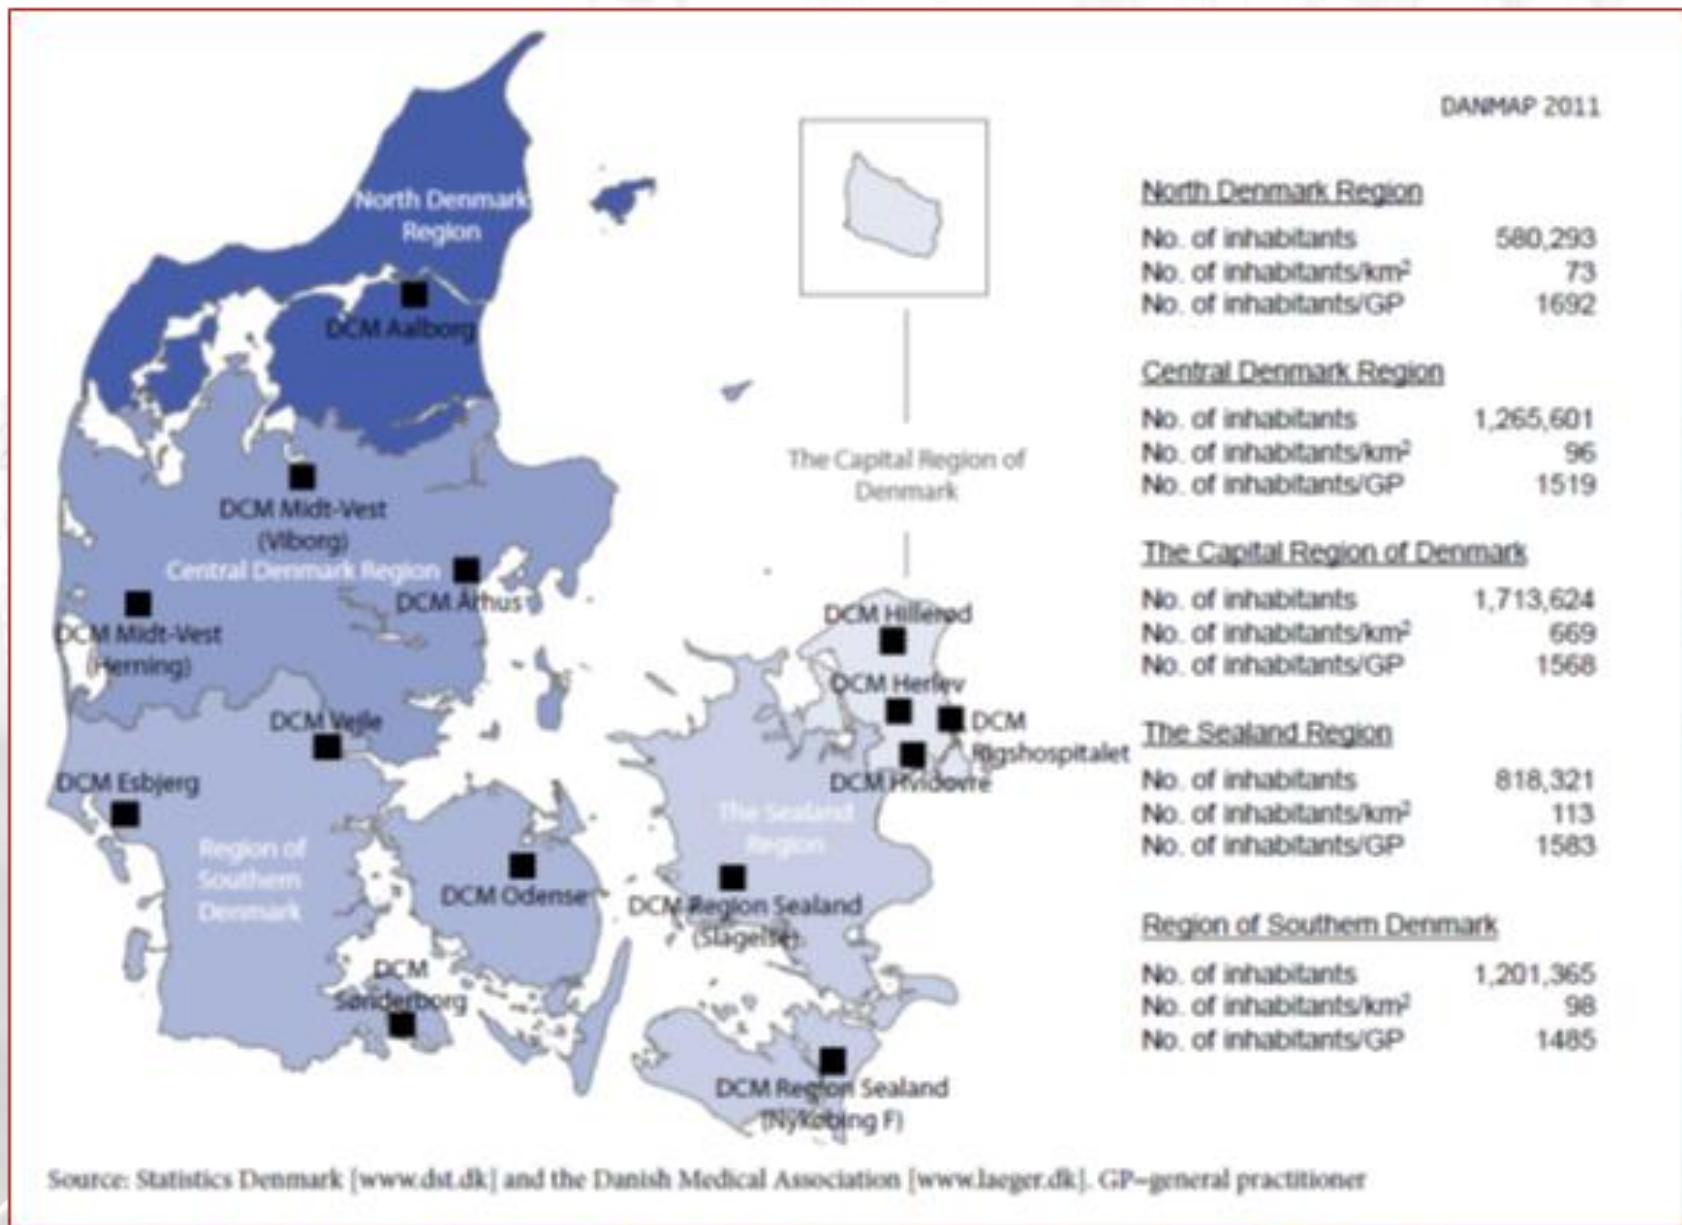 DANMAP 2011
North Denmark
Region
DCM Aalborg
DCM Midt-Vest
(Viborg)
Central Denmark Region
DCM Århus
DCM Midt-Vest
(Herning)
DCM Vejle
DCM Esbjerg
Region of
Southern
Denmark
DCM Odense
DCM
Sønderborg
The Capital Region of
Denmark
DCM Hillerød
DCM Herlev
DCM
Rigshospitalet
DCM Hvidovre
The Sealand
Region
DCM Region Sealand
(Slagelse)
DCM Region Sealand
(Nykøbing F)
North Denmark Region
No. of inhabitants 580,293
No. of inhabitants/km² 73
No. of inhabitants/GP 1692
Central Denmark Region
No. of inhabitants 1,265,601
No. of inhabitants/km² 96
No. of inhabitants/GP 1519
The Capital Region of Denmark
No. of inhabitants 1,713,624
No. of inhabitants/km² 669
No. of inhabitants/GP 1568
The Sealand Region
No. of inhabitants 818,321
No. of inhabitants/km² 113
No. of inhabitants/GP 1583
Region of Southern Denmark
No. of inhabitants 1,201,365
No. of inhabitants/km² 98
No. of inhabitants/GP 1485
Source: Statistics Denmark [www.dst.dk] and the Danish Medical Association [www.laeger.dk]. GP=general practitioner